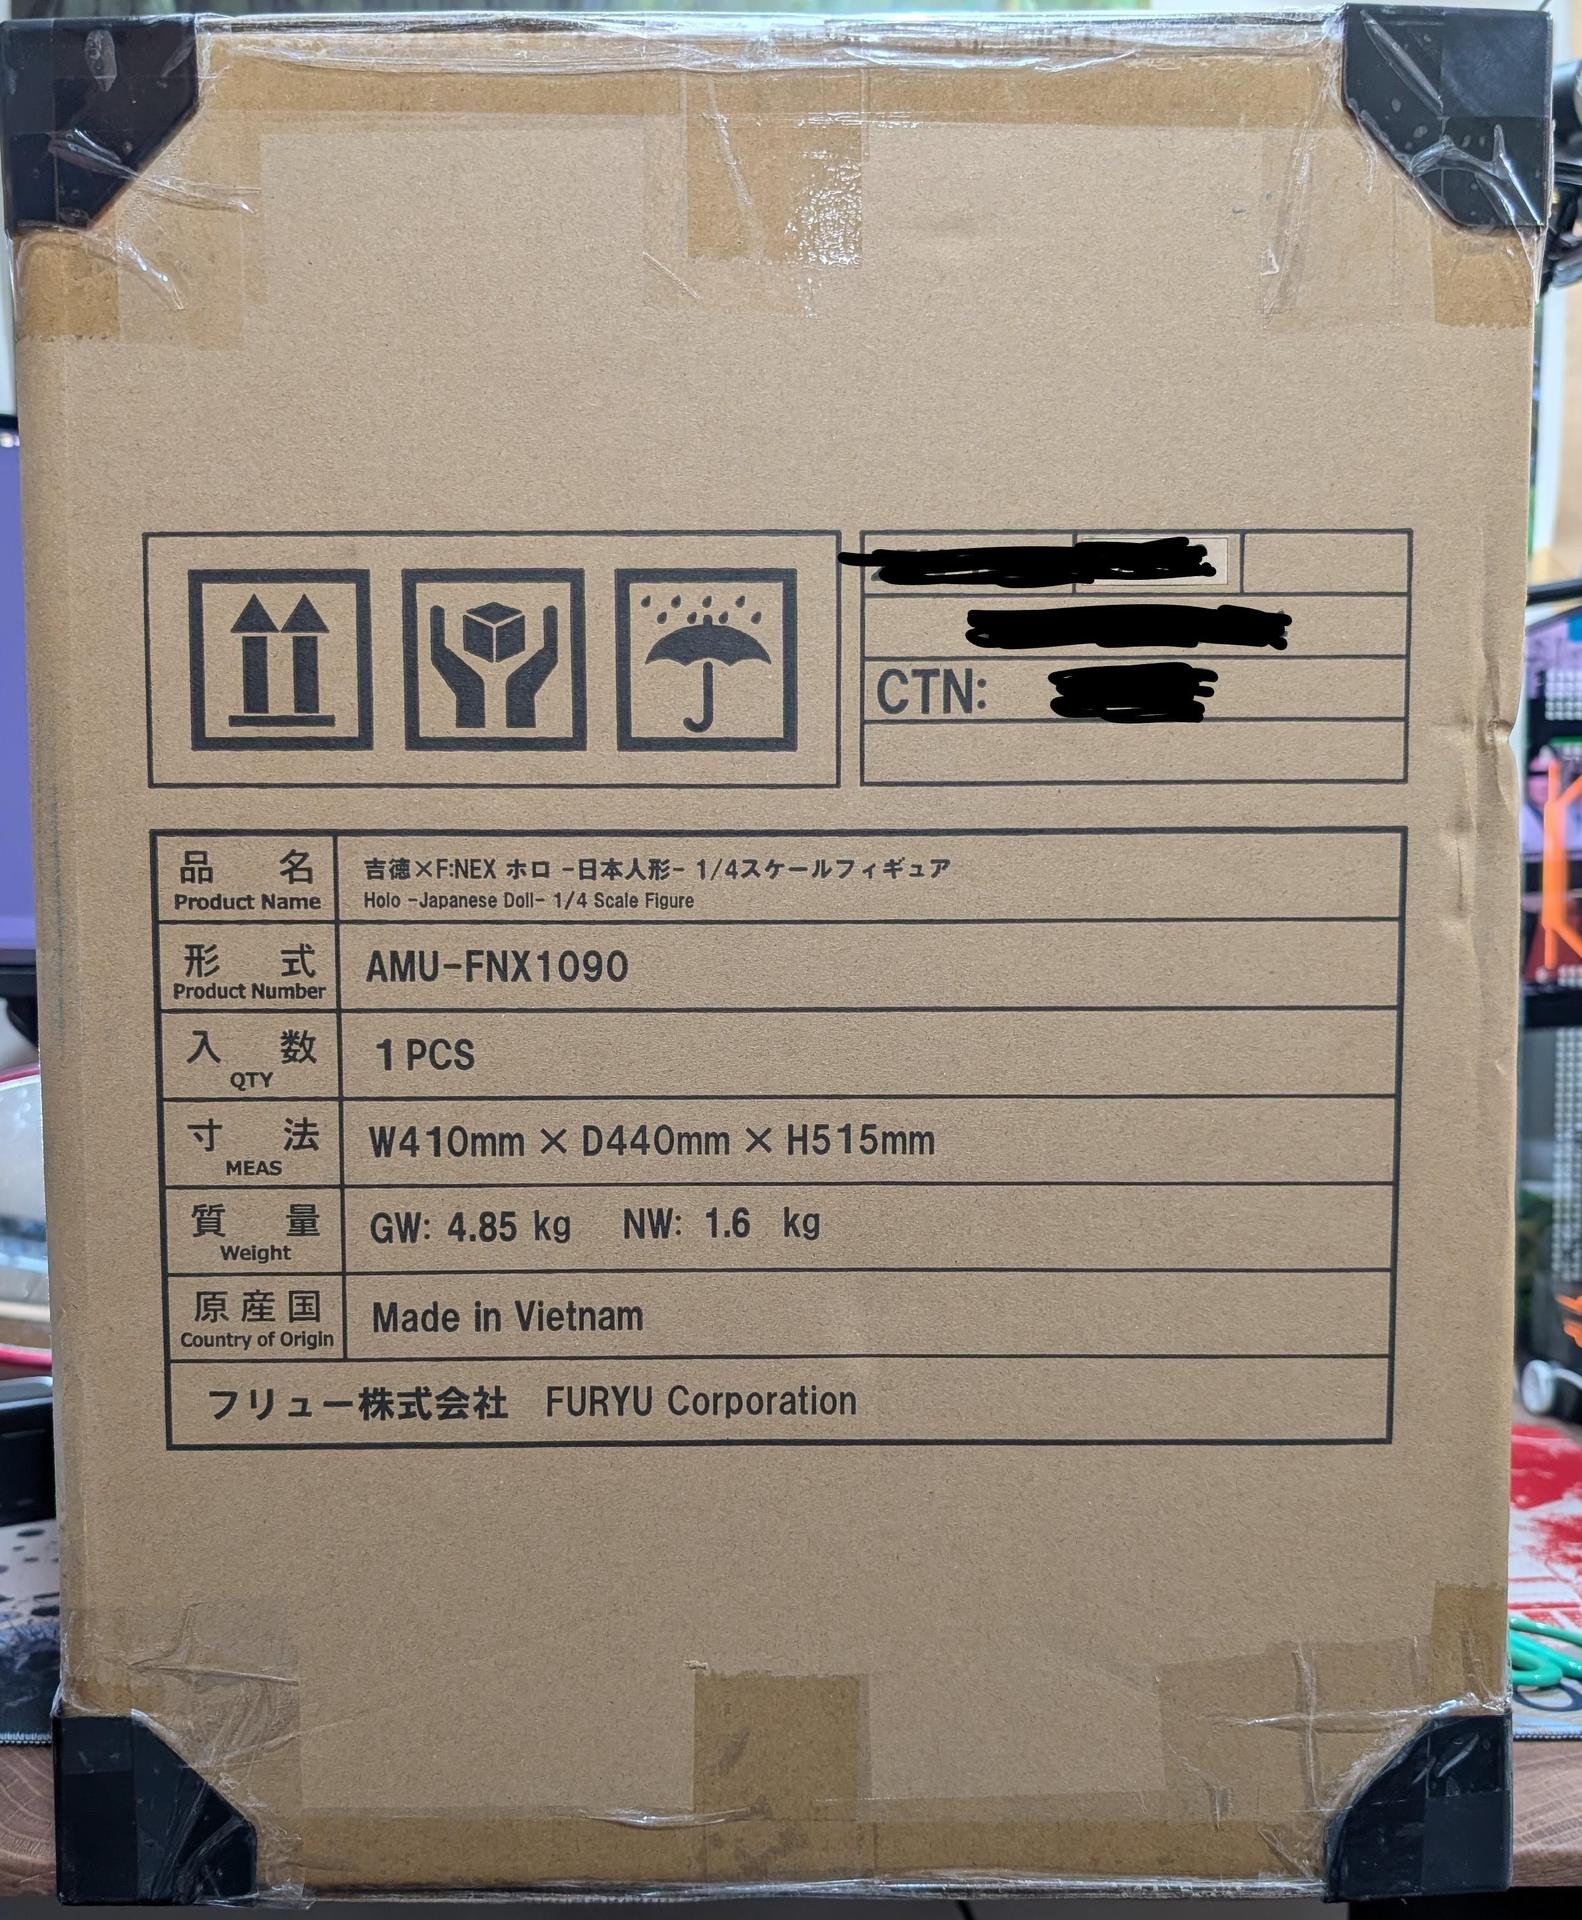 CTN:
品名
Product Name
吉徳×F:NEX ホロ -日本人形- 1/4スケールフィギュア
Holo -Japanese Doll- 1/4 Scale Figure
形式
Product Number
AMU-FNX1090
入数
QTY
1 PCS
寸法
MEAS
W410mm × D440mm × H515mm
質量
Weight
GW: 4.85 kg NW: 1.6 kg
原産国
Country of Origin
Made in Vietnam
フリュー株式会社 FURYU Corporation